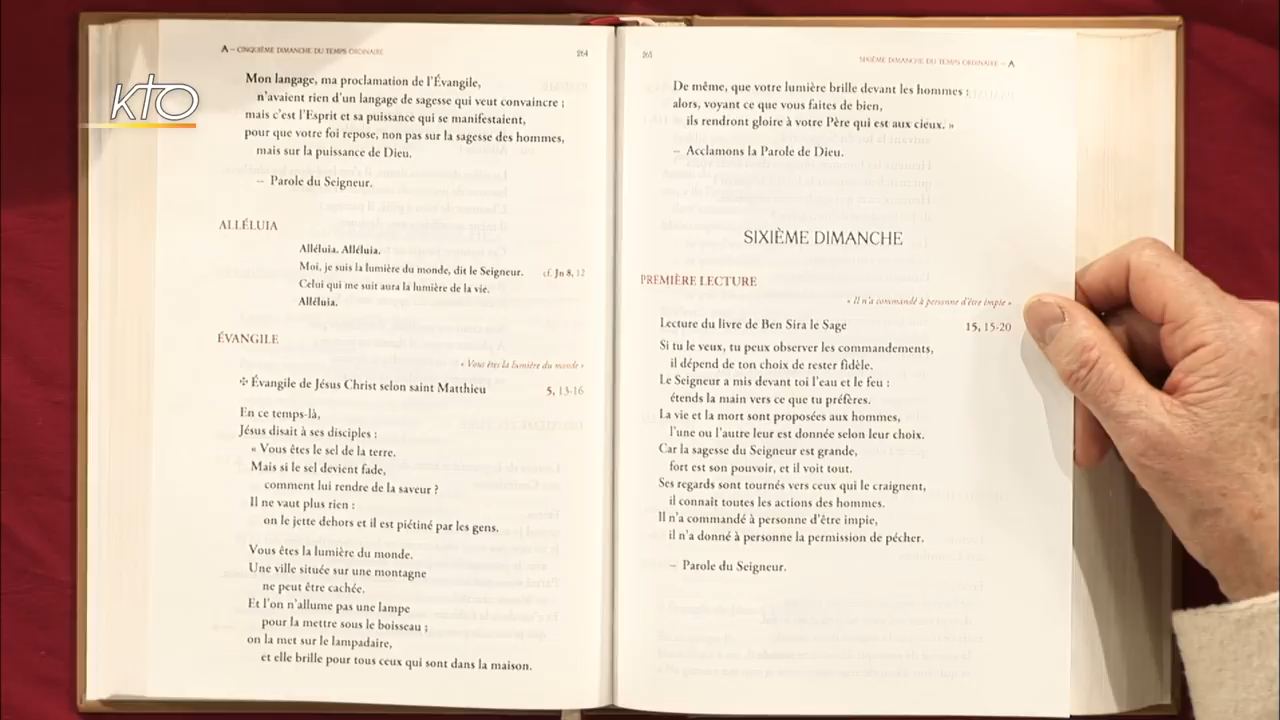 kto
A – CINQUIÈME DIMANCHE DU TEMPS ORDINAIRE 264
Mon langage, ma proclamation de l'Évangile,
n'avaient rien d'un langage de sagesse qui veut convaincre ;
mais c'est l'Esprit et sa puissance qui se manifestaient,
pour que votre foi repose, non pas sur la sagesse des hommes,
mais sur la puissance de Dieu.
– Parole du Seigneur.
ALLÉLUIA
Alléluia. Alléluia.
Moi, je suis la lumière du monde, dit le Seigneur. cf. Jn 8, 12
Celui qui me suit aura la lumière de la vie.
Alléluia.
ÉVANGILE
« Vous êtes la lumière du monde »
✠ Évangile de Jésus Christ selon saint Matthieu 5, 13-16
En ce temps-là,
Jésus disait à ses disciples :
« Vous êtes le sel de la terre.
Mais si le sel devient fade,
comment lui rendre de la saveur ?
Il ne vaut plus rien :
on le jette dehors et il est piétiné par les gens.
Vous êtes la lumière du monde.
Une ville située sur une montagne
ne peut être cachée.
Et l'on n'allume pas une lampe
pour la mettre sous le boisseau ;
on la met sur le lampadaire,
et elle brille pour tous ceux qui sont dans la maison.
265 SIXIÈME DIMANCHE DU TEMPS ORDINAIRE – A
De même, que votre lumière brille devant les hommes :
alors, voyant ce que vous faites de bien,
ils rendront gloire à votre Père qui est aux cieux. »
– Acclamons la Parole de Dieu.
SIXIÈME DIMANCHE
PREMIÈRE LECTURE
« Il n'a commandé à personne d'être impie »
Lecture du livre de Ben Sira le Sage 15, 15-20
Si tu le veux, tu peux observer les commandements,
il dépend de ton choix de rester fidèle.
Le Seigneur a mis devant toi l'eau et le feu :
étends la main vers ce que tu préfères.
La vie et la mort sont proposées aux hommes,
l'une ou l'autre leur est donnée selon leur choix.
Car la sagesse du Seigneur est grande,
fort est son pouvoir, et il voit tout.
Ses regards sont tournés vers ceux qui le craignent,
il connaît toutes les actions des hommes.
Il n'a commandé à personne d'être impie,
il n'a donné à personne la permission de pécher.
– Parole du Seigneur.